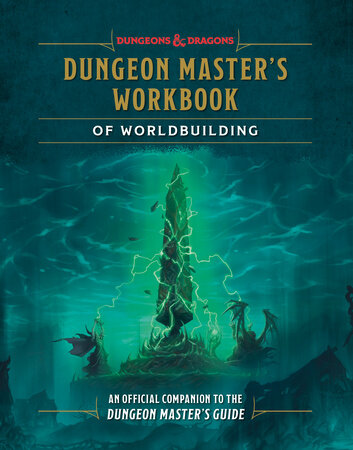 DUNGEONS & DRAGONS
DUNGEON MASTER'S
WORKBOOK
OF WORLDBUILDING
AN OFFICIAL COMPANION TO THE
DUNGEON MASTER'S GUIDE